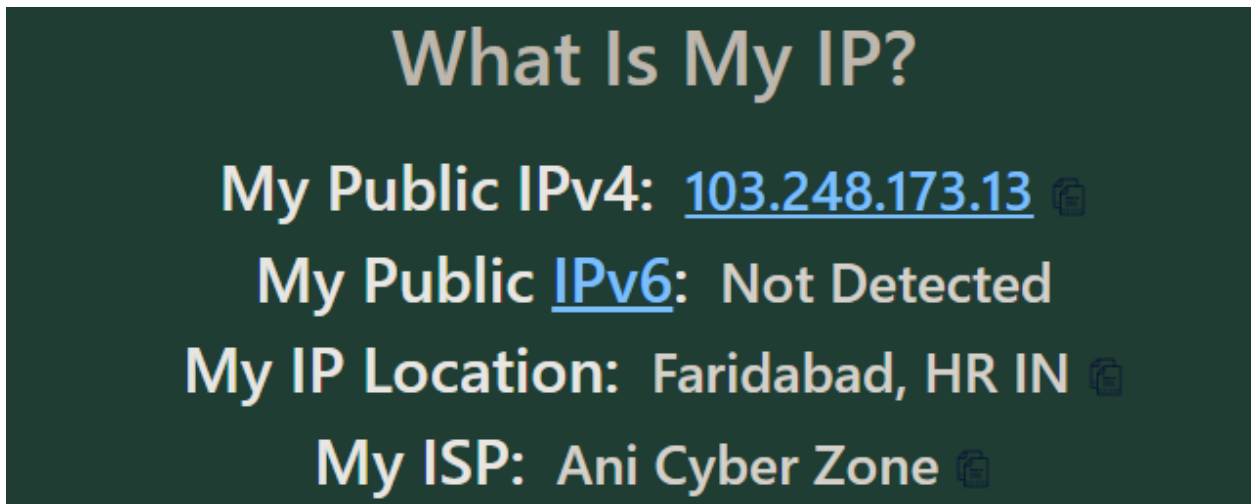 What Is My IP?
My Public IPv4: 103.248.173.13
My Public IPv6: Not Detected
My IP Location: Faridabad, HR IN
My ISP: Ani Cyber Zone